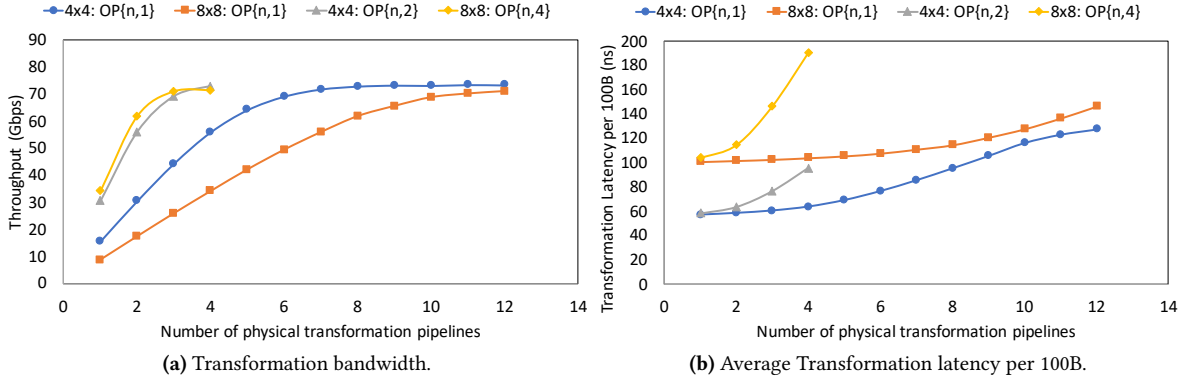 4x4: OP{n,1} 8x8: OP{n,1} 4x4: OP{n,2} 8x8: OP{n,4}
90
80
70
60
50
40
30
20
10
0
Throughput (Gbps)
0 2 4 6 8 10 12 14
Number of physical transformation pipelines
(a) Transformation bandwidth.
4x4: OP{n,1} 8x8: OP{n,1} 4x4: OP{n,2} 8x8: OP{n,4}
200
180
160
140
120
100
80
60
40
20
0
Transformation Latency per 100B (ns)
0 2 4 6 8 10 12 14
Number of physical transformation pipelines
(b) Average Transformation latency per 100B.